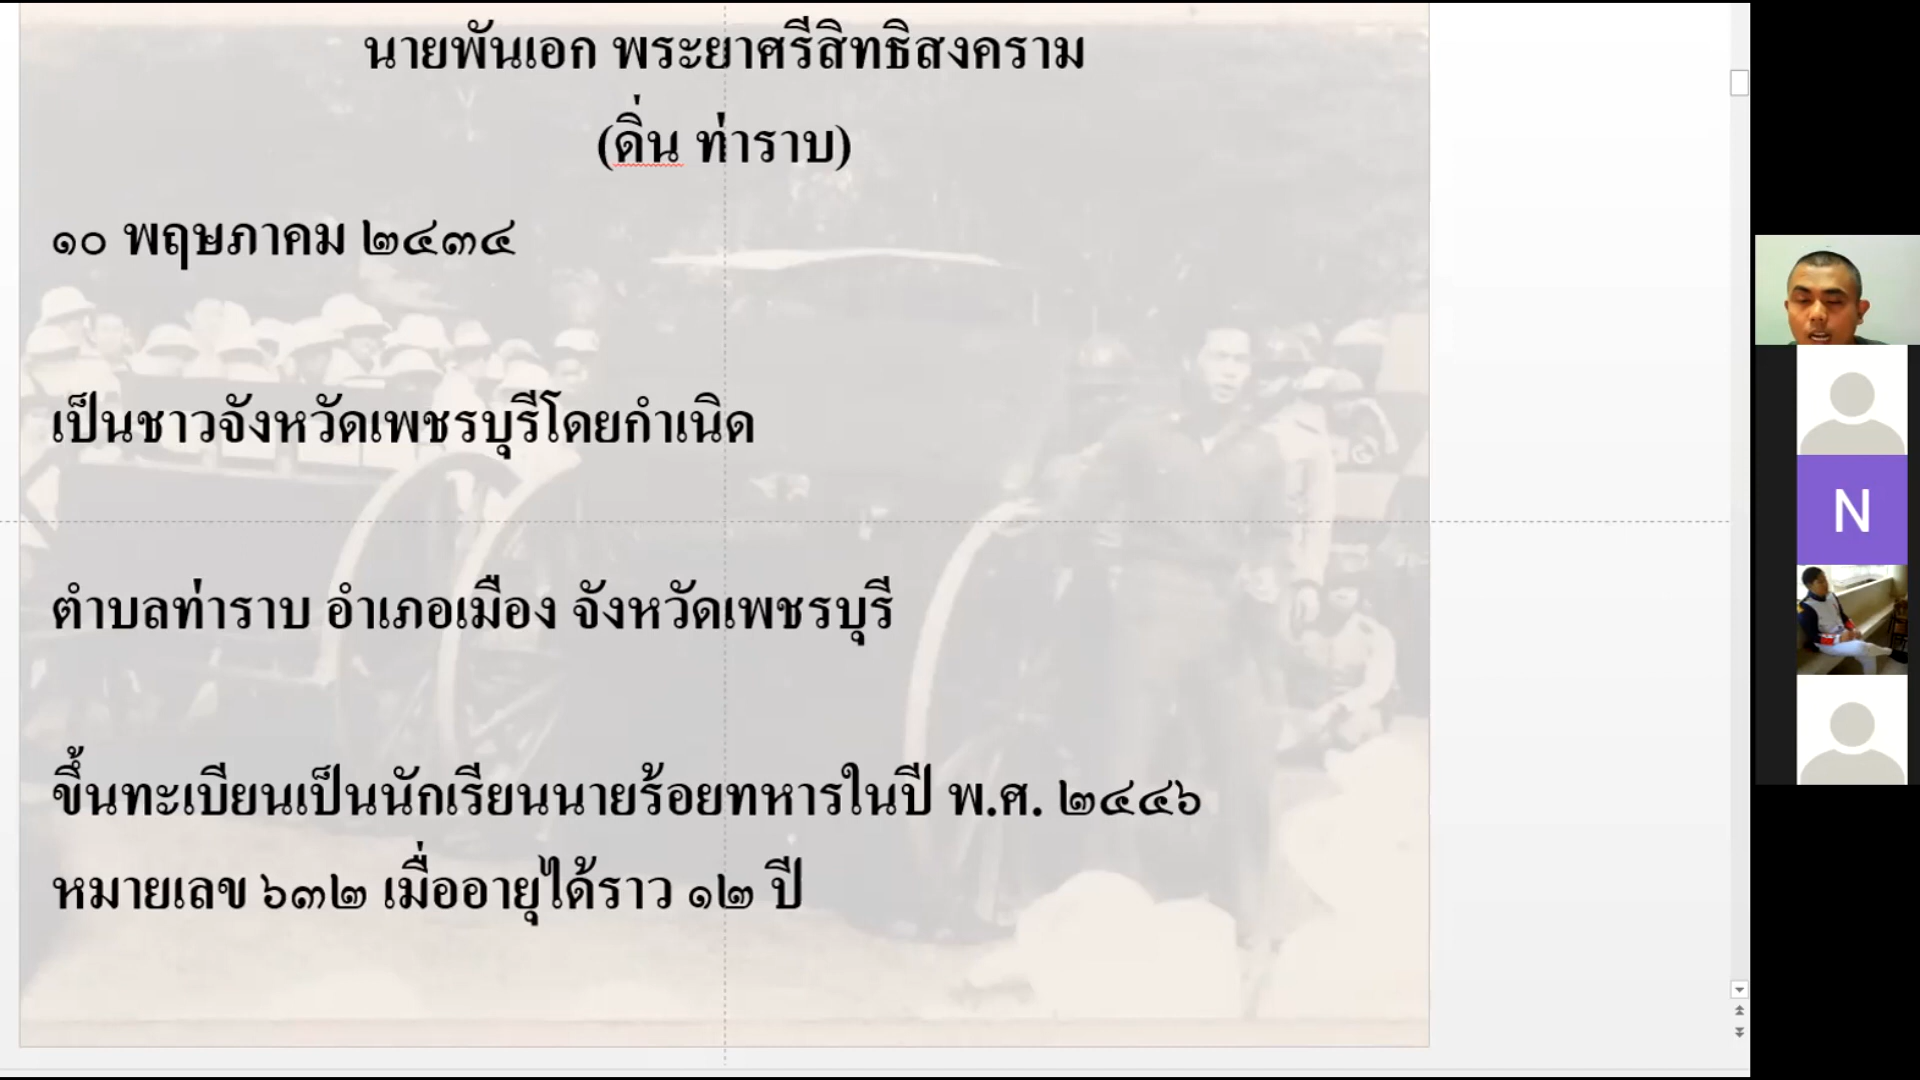 นายพันเอก พระยาศรีสิทธิสงคราม
(ดิ่น ท่าราบ)
๑๐ พฤษภาคม ๒๔๓๔
เป็นชาวจังหวัดเพชรบุรีโดยกำเนิด
ตำบลท่าราบ อำเภอเมือง จังหวัดเพชรบุรี
ขึ้นทะเบียนเป็นนักเรียนนายร้อยทหารในปี พ.ศ. ๒๔๔๖
หมายเลข ๖๓๒ เมื่ออายุได้ราว ๑๒ ปี
N